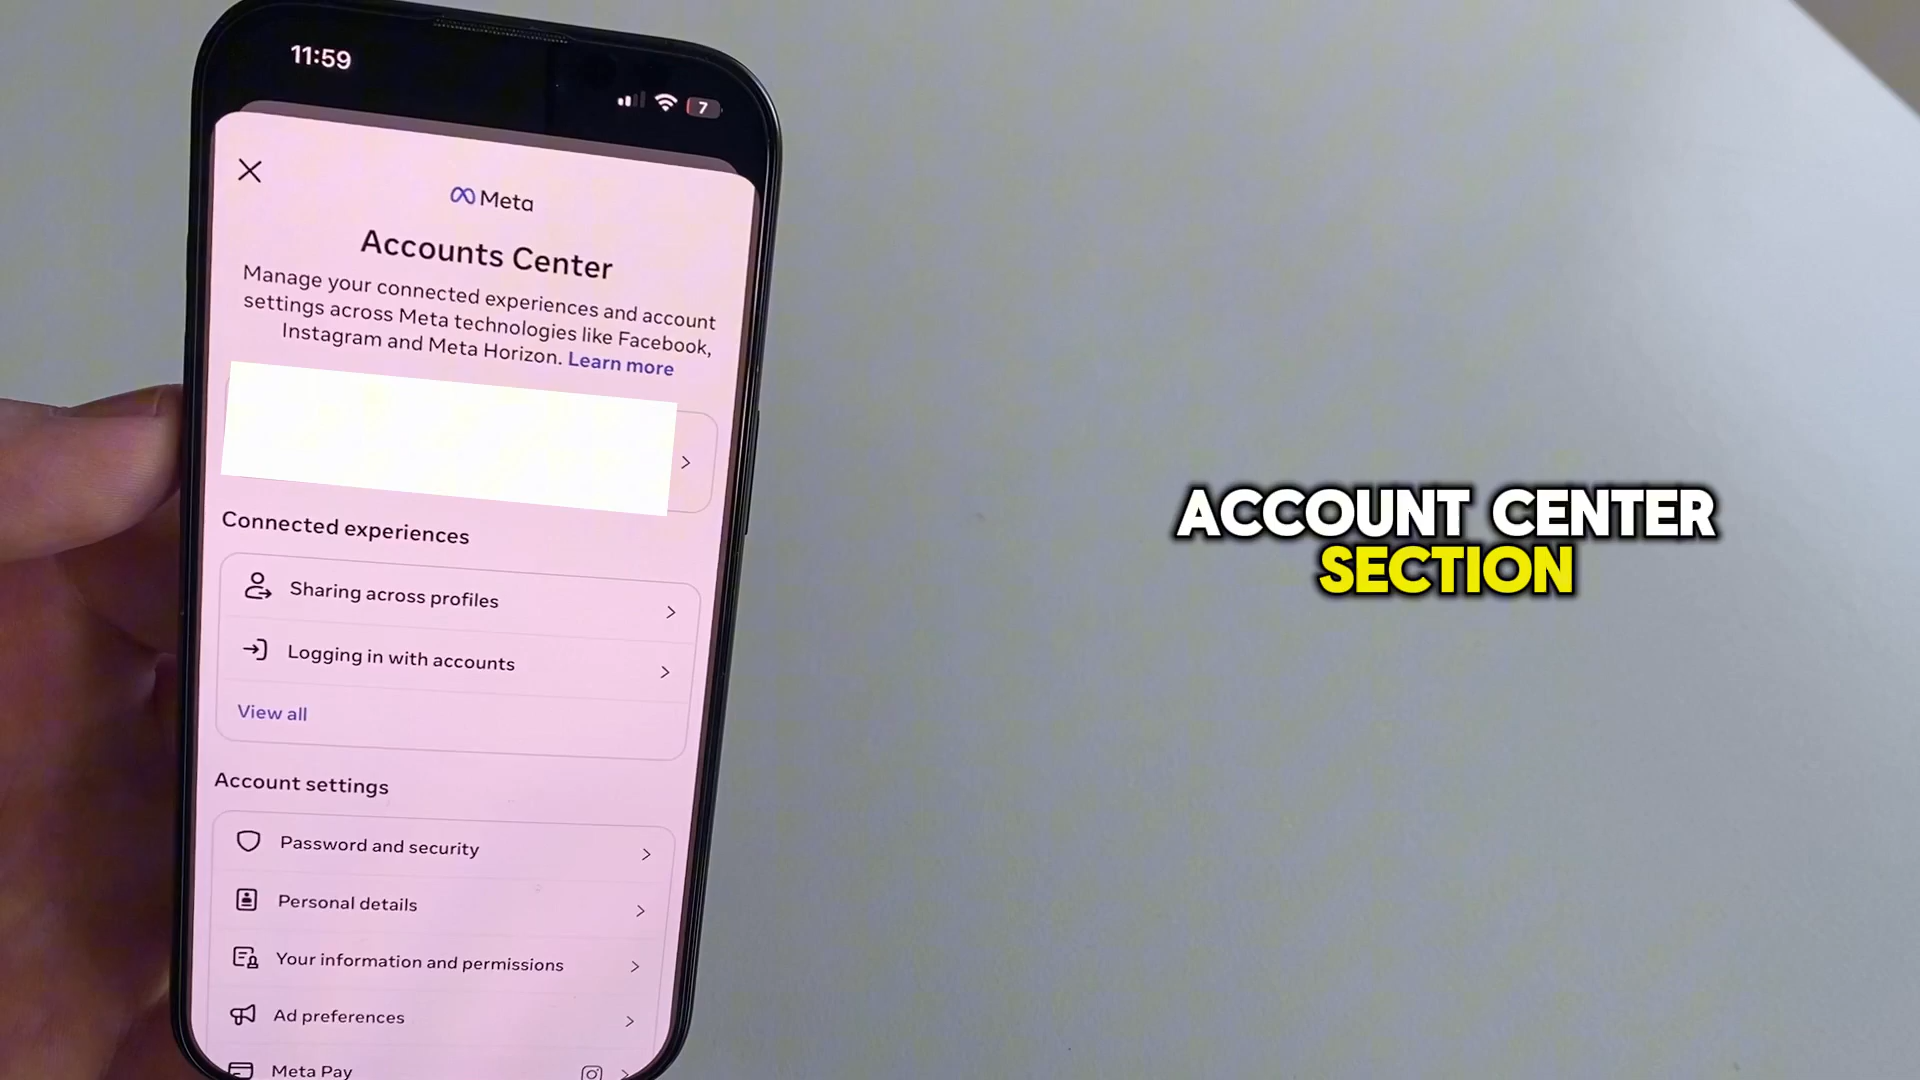 11:59
7
Meta
Accounts Center
Manage your connected experiences and account
settings across Meta technologies like Facebook,
Instagram and Meta Horizon. Learn more
Connected experiences
Sharing across profiles
Logging in with accounts
View all
Account settings
Password and security
Personal details
Your information and permissions
Ad preferences
Meta Pay
ACCOUNT CENTER
SECTION